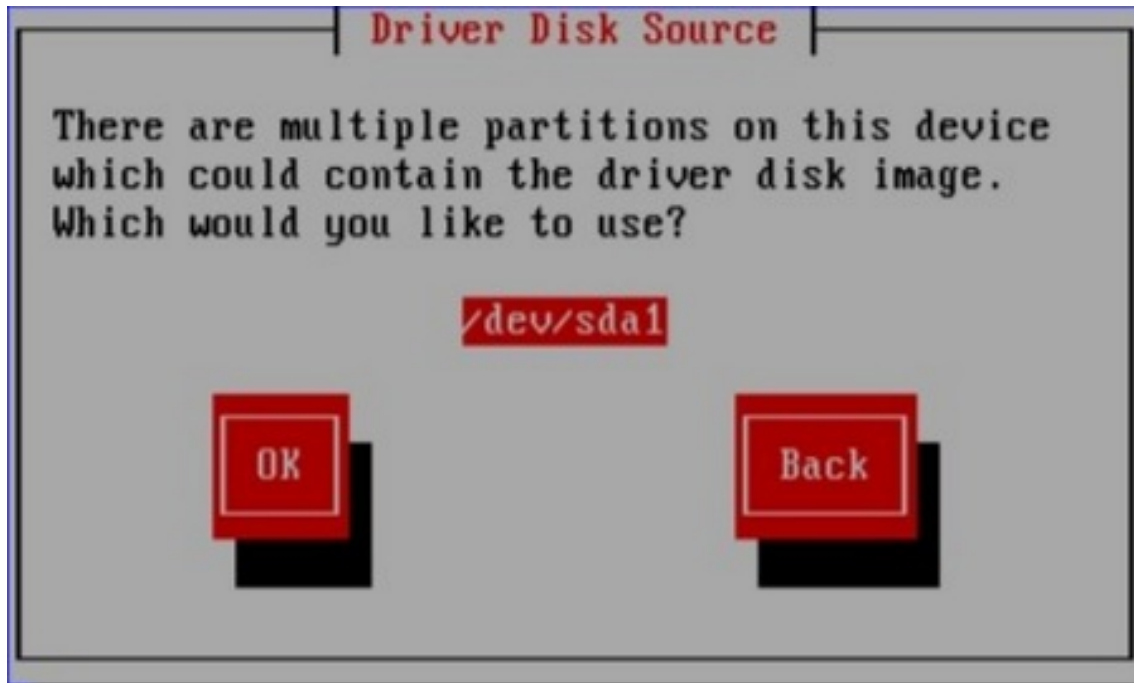 Driver Disk Source
There are multiple partitions on this device
which could contain the driver disk image.
Which would you like to use?
/dev/sda1
OK
Back